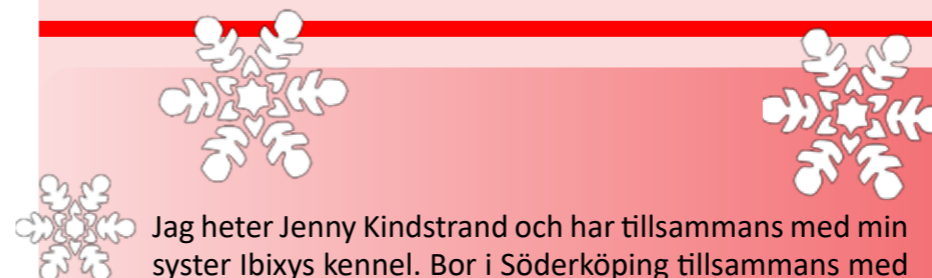 Jag heter Jenny Kindstrand och har tillsammans med min
syster Ibixys kennel. Bor i Söderköping tillsammans med